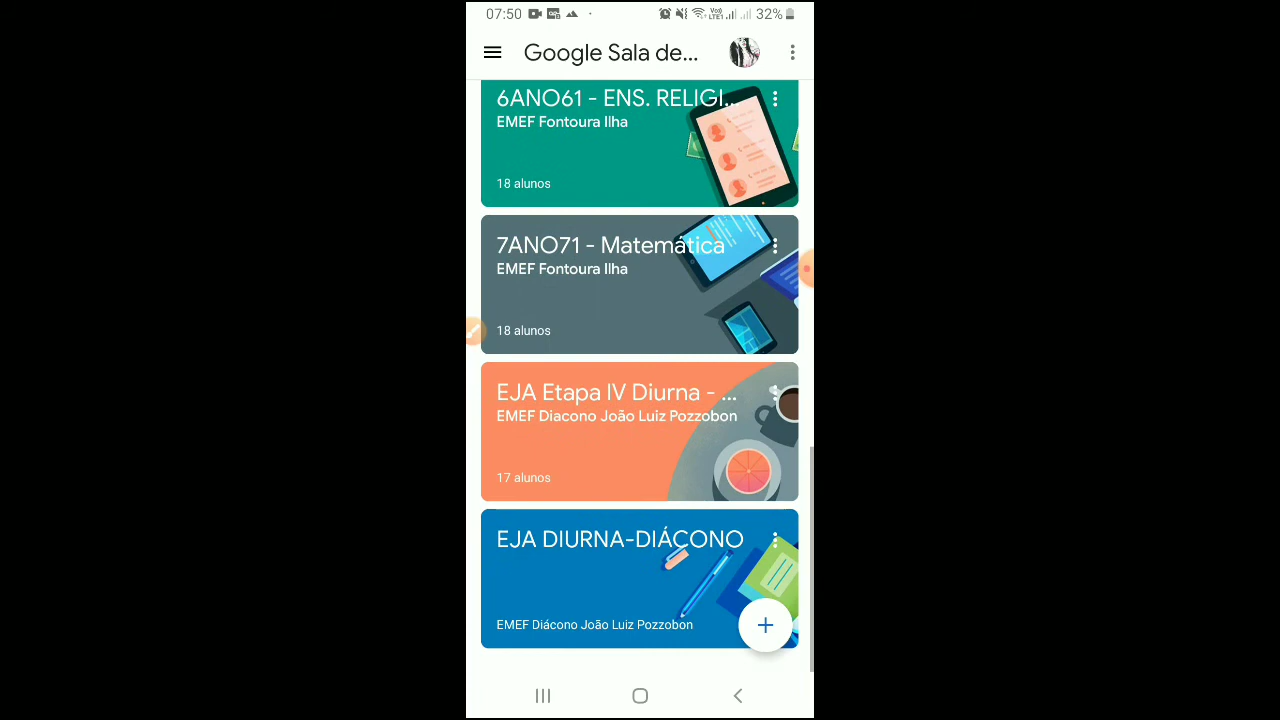 07:50 32%
Google Sala de...
6ANO61 - ENS. RELIGI...
EMEF Fontoura Ilha
18 alunos
7ANO71 - Matemática
EMEF Fontoura Ilha
18 alunos
EJA Etapa IV Diurna - ...
EMEF Diacono João Luiz Pozzobon
17 alunos
EJA DIURNA-DIÁCONO
EMEF Diácono João Luiz Pozzobon